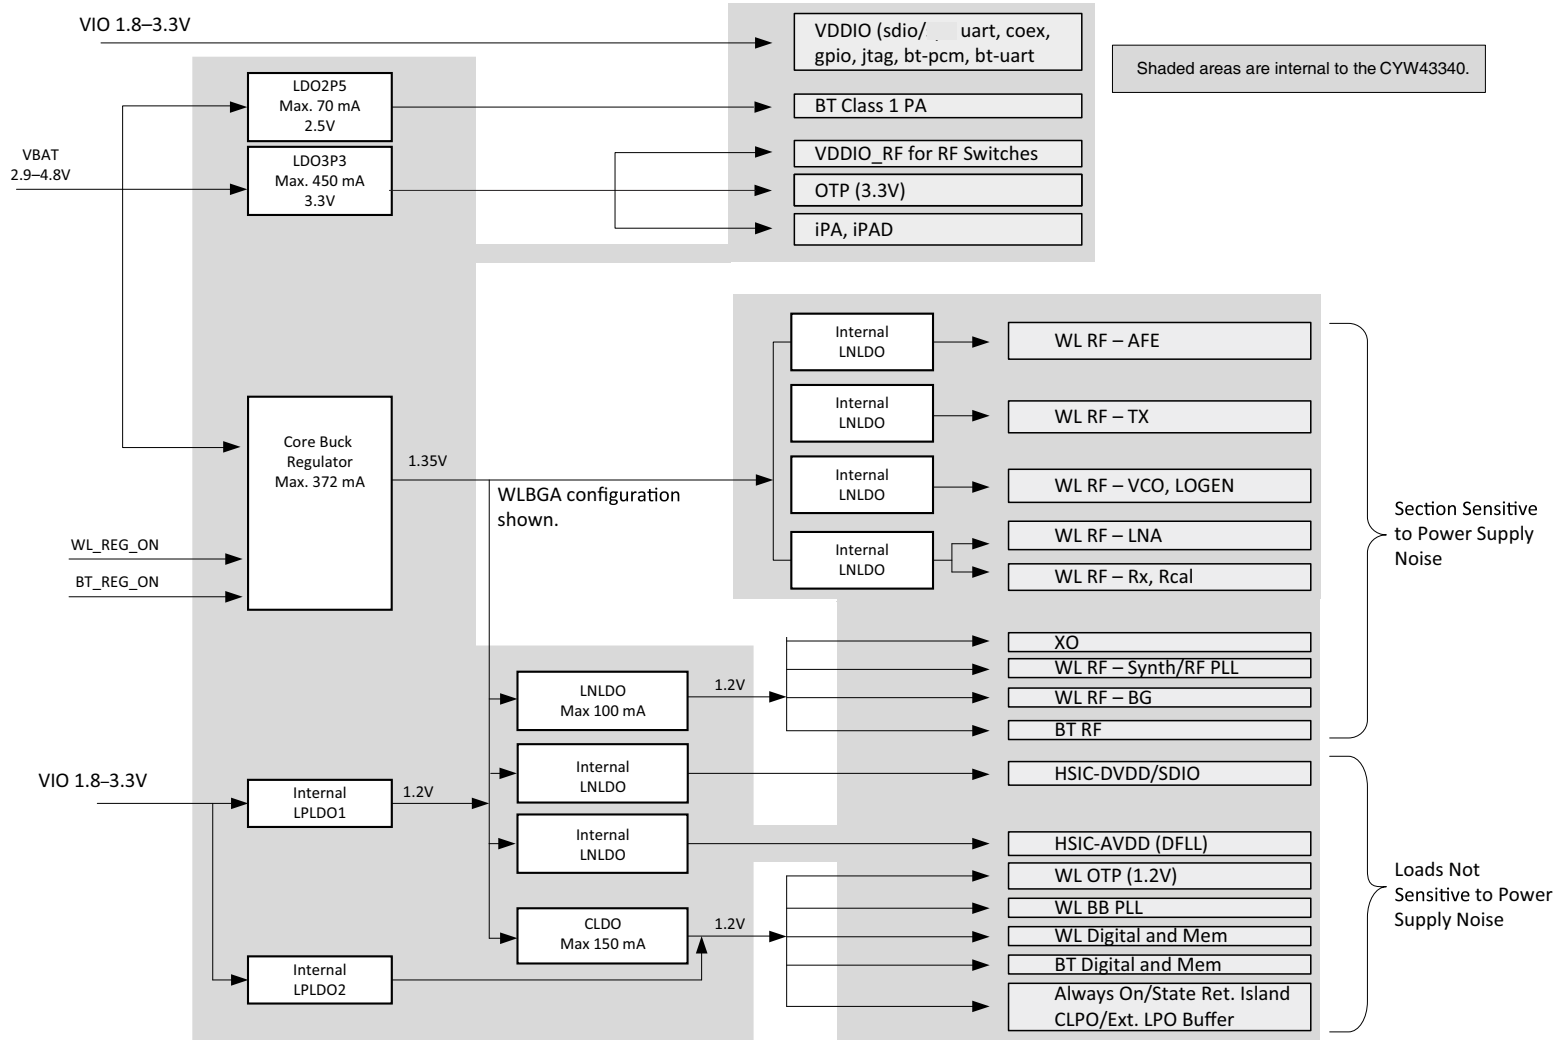 VIO 1.8–3.3V
VDDIO (sdio/ uart, coex,
gpio, jtag, bt-pcm, bt-uart
Shaded areas are internal to the CYW43340.
LDO2P5
Max. 70 mA
2.5V
BT Class 1 PA
VBAT
2.9–4.8V
LDO3P3
Max. 450 mA
3.3V
VDDIO_RF for RF Switches
OTP (3.3V)
iPA, iPAD
Internal
LNLDO
WL RF – AFE
Internal
LNLDO
WL RF – TX
Core Buck
Regulator
Max. 372 mA
1.35V
WLBGA configuration
shown.
Internal
LNLDO
WL RF – VCO, LOGEN
Section Sensitive
to Power Supply
Noise
WL_REG_ON
BT_REG_ON
Internal
LNLDO
WL RF – LNA
WL RF – Rx, Rcal
XO
WL RF – Synth/RF PLL
LNLDO
Max 100 mA
1.2V
WL RF – BG
BT RF
VIO 1.8–3.3V
Internal
LPLDO1
1.2V
Internal
LNLDO
HSIC-DVDD/SDIO
Internal
LNLDO
HSIC-AVDD (DFLL)
WL OTP (1.2V)
Loads Not
Sensitive to Power
Supply Noise
CLDO
Max 150 mA
1.2V
WL BB PLL
WL Digital and Mem
BT Digital and Mem
Internal
LPLDO2
Always On/State Ret. Island
CLPO/Ext. LPO Buffer